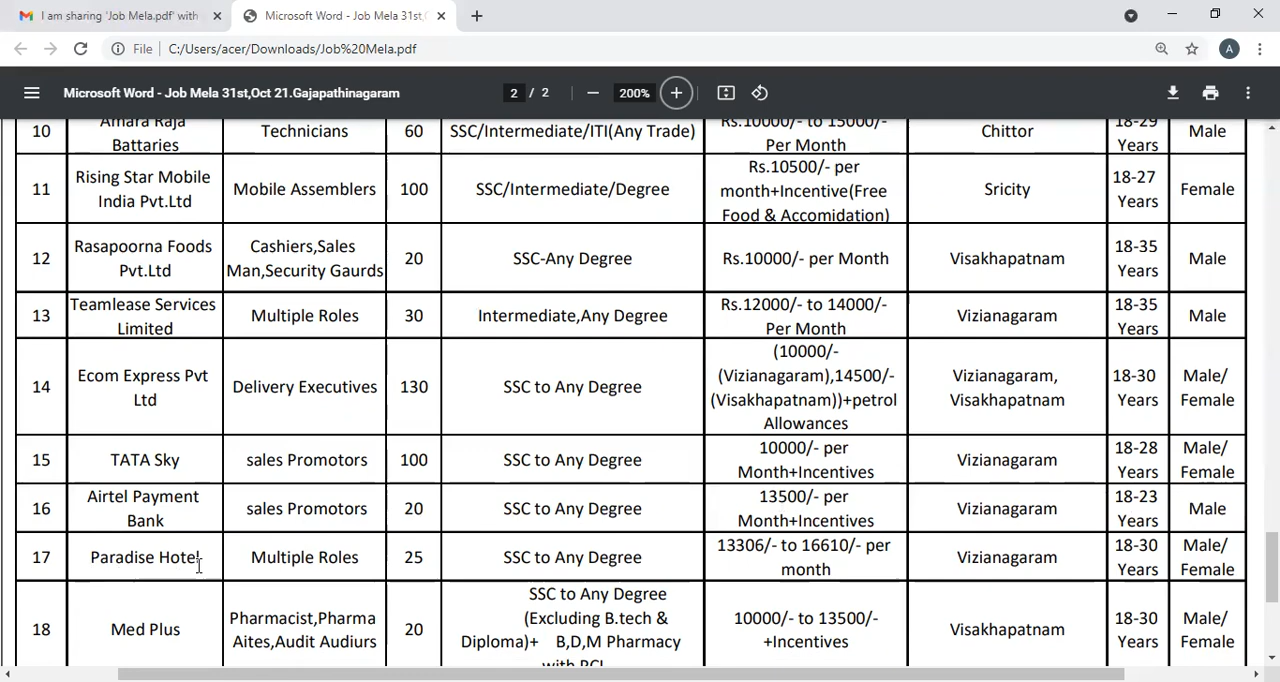 I am sharing 'Job Mela.pdf' with
Microsoft Word - Job Mela 31st,Oct
File
C:/Users/acer/Downloads/Job%20Mela.pdf
A
Microsoft Word - Job Mela 31st,Oct 21.Gajapathinagaram
2 / 2
200%
10
Amara Raja
Battaries
Technicians
60
SSC/Intermediate/ITI(Any Trade)
Rs.10000/- to 15000/-
Per Month
Chittor
18-29
Years
Male
11
Rising Star Mobile
India Pvt.Ltd
Mobile Assemblers
100
SSC/Intermediate/Degree
Rs.10500/- per
month+Incentive(Free
Food & Accomidation)
Sricity
18-27
Years
Female
12
Rasapoorna Foods
Pvt.Ltd
Cashiers,Sales
Man,Security Gaurds
20
SSC-Any Degree
Rs.10000/- per Month
Visakhapatnam
18-35
Years
Male
13
Teamlease Services
Limited
Multiple Roles
30
Intermediate,Any Degree
Rs.12000/- to 14000/-
Per Month
Vizianagaram
18-35
Years
Male
14
Ecom Express Pvt
Ltd
Delivery Executives
130
SSC to Any Degree
(10000/-
(Vizianagaram),14500/-
(Visakhapatnam))+petrol
Allowances
Vizianagaram,
Visakhapatnam
18-30
Years
Male/
Female
15
TATA Sky
sales Promotors
100
SSC to Any Degree
10000/- per
Month+Incentives
Vizianagaram
18-28
Years
Male/
Female
16
Airtel Payment
Bank
sales Promotors
20
SSC to Any Degree
13500/- per
Month+Incentives
Vizianagaram
18-23
Years
Male
17
Paradise Hotel
Multiple Roles
25
SSC to Any Degree
13306/- to 16610/- per
month
Vizianagaram
18-30
Years
Male/
Female
18
Med Plus
Pharmacist,Pharma
Aites,Audit Audiurs
20
SSC to Any Degree
(Excluding B.tech &
Diploma)+ B,D,M Pharmacy
with PCI
10000/- to 13500/-
+Incentives
Visakhapatnam
18-30
Years
Male/
Female